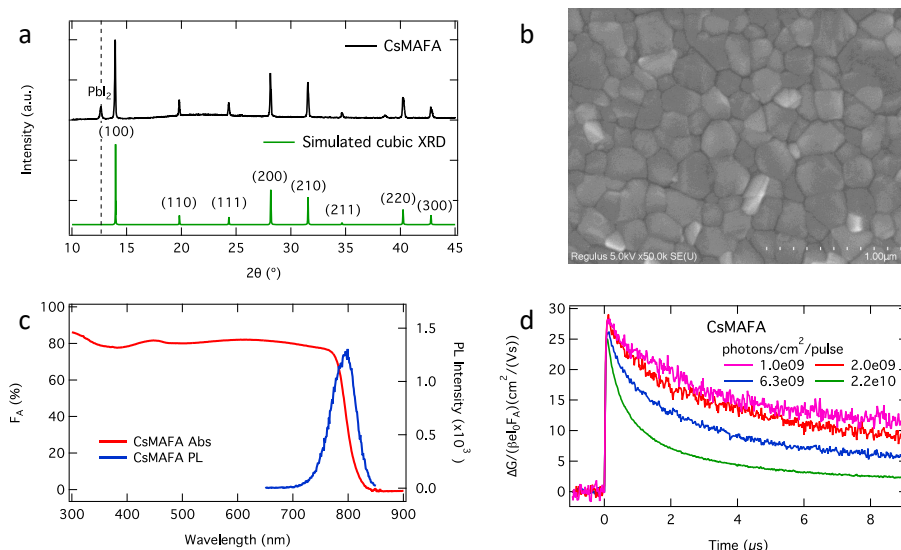 a
CsMAFA
PbI2
(100)
Simulated cubic XRD
(110)
(111)
(200)
(210)
(211)
(220)
(300)
Intensity (a.u.)
10
15
20
25
30
35
40
45
2θ (°)
b
Regulus 5.0kV x50.0k SE(U)
1.00μm
c
100
80
60
40
20
0
FA (%)
CsMAFA Abs
CsMAFA PL
1.5
1.2
0.5
0.0
PL Intensity (x10³)
300
400
500
600
700
800
900
Wavelength (nm)
d
CsMAFA
photons/cm²/pulse
1.0e09
2.0e09
6.3e09
2.2e10
30
25
20
15
10
5
0
ΔG/(βeI₀FA)(cm²/(Vs))
0
2
4
6
8
Time (μs)